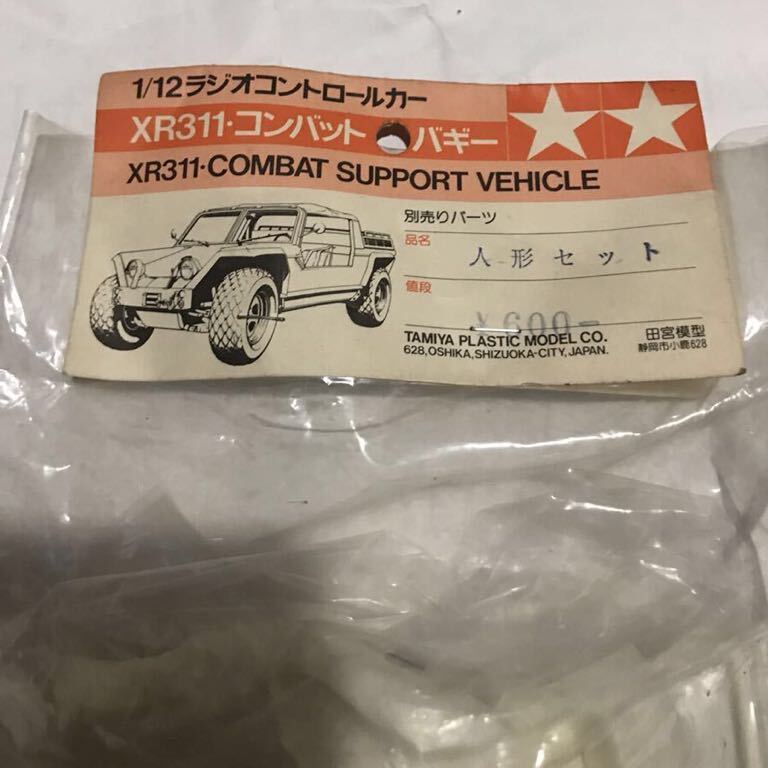 1/12ラジオコントロールカー
XR311・コンバット バギー
XR311・COMBAT SUPPORT VEHICLE
別売りパーツ
品名 人形セット
値段 ¥600-
TAMIYA PLASTIC MODEL CO. 田宮模型
628, OSHIKA, SHIZUOKA-CITY, JAPAN. 静岡市小鹿628